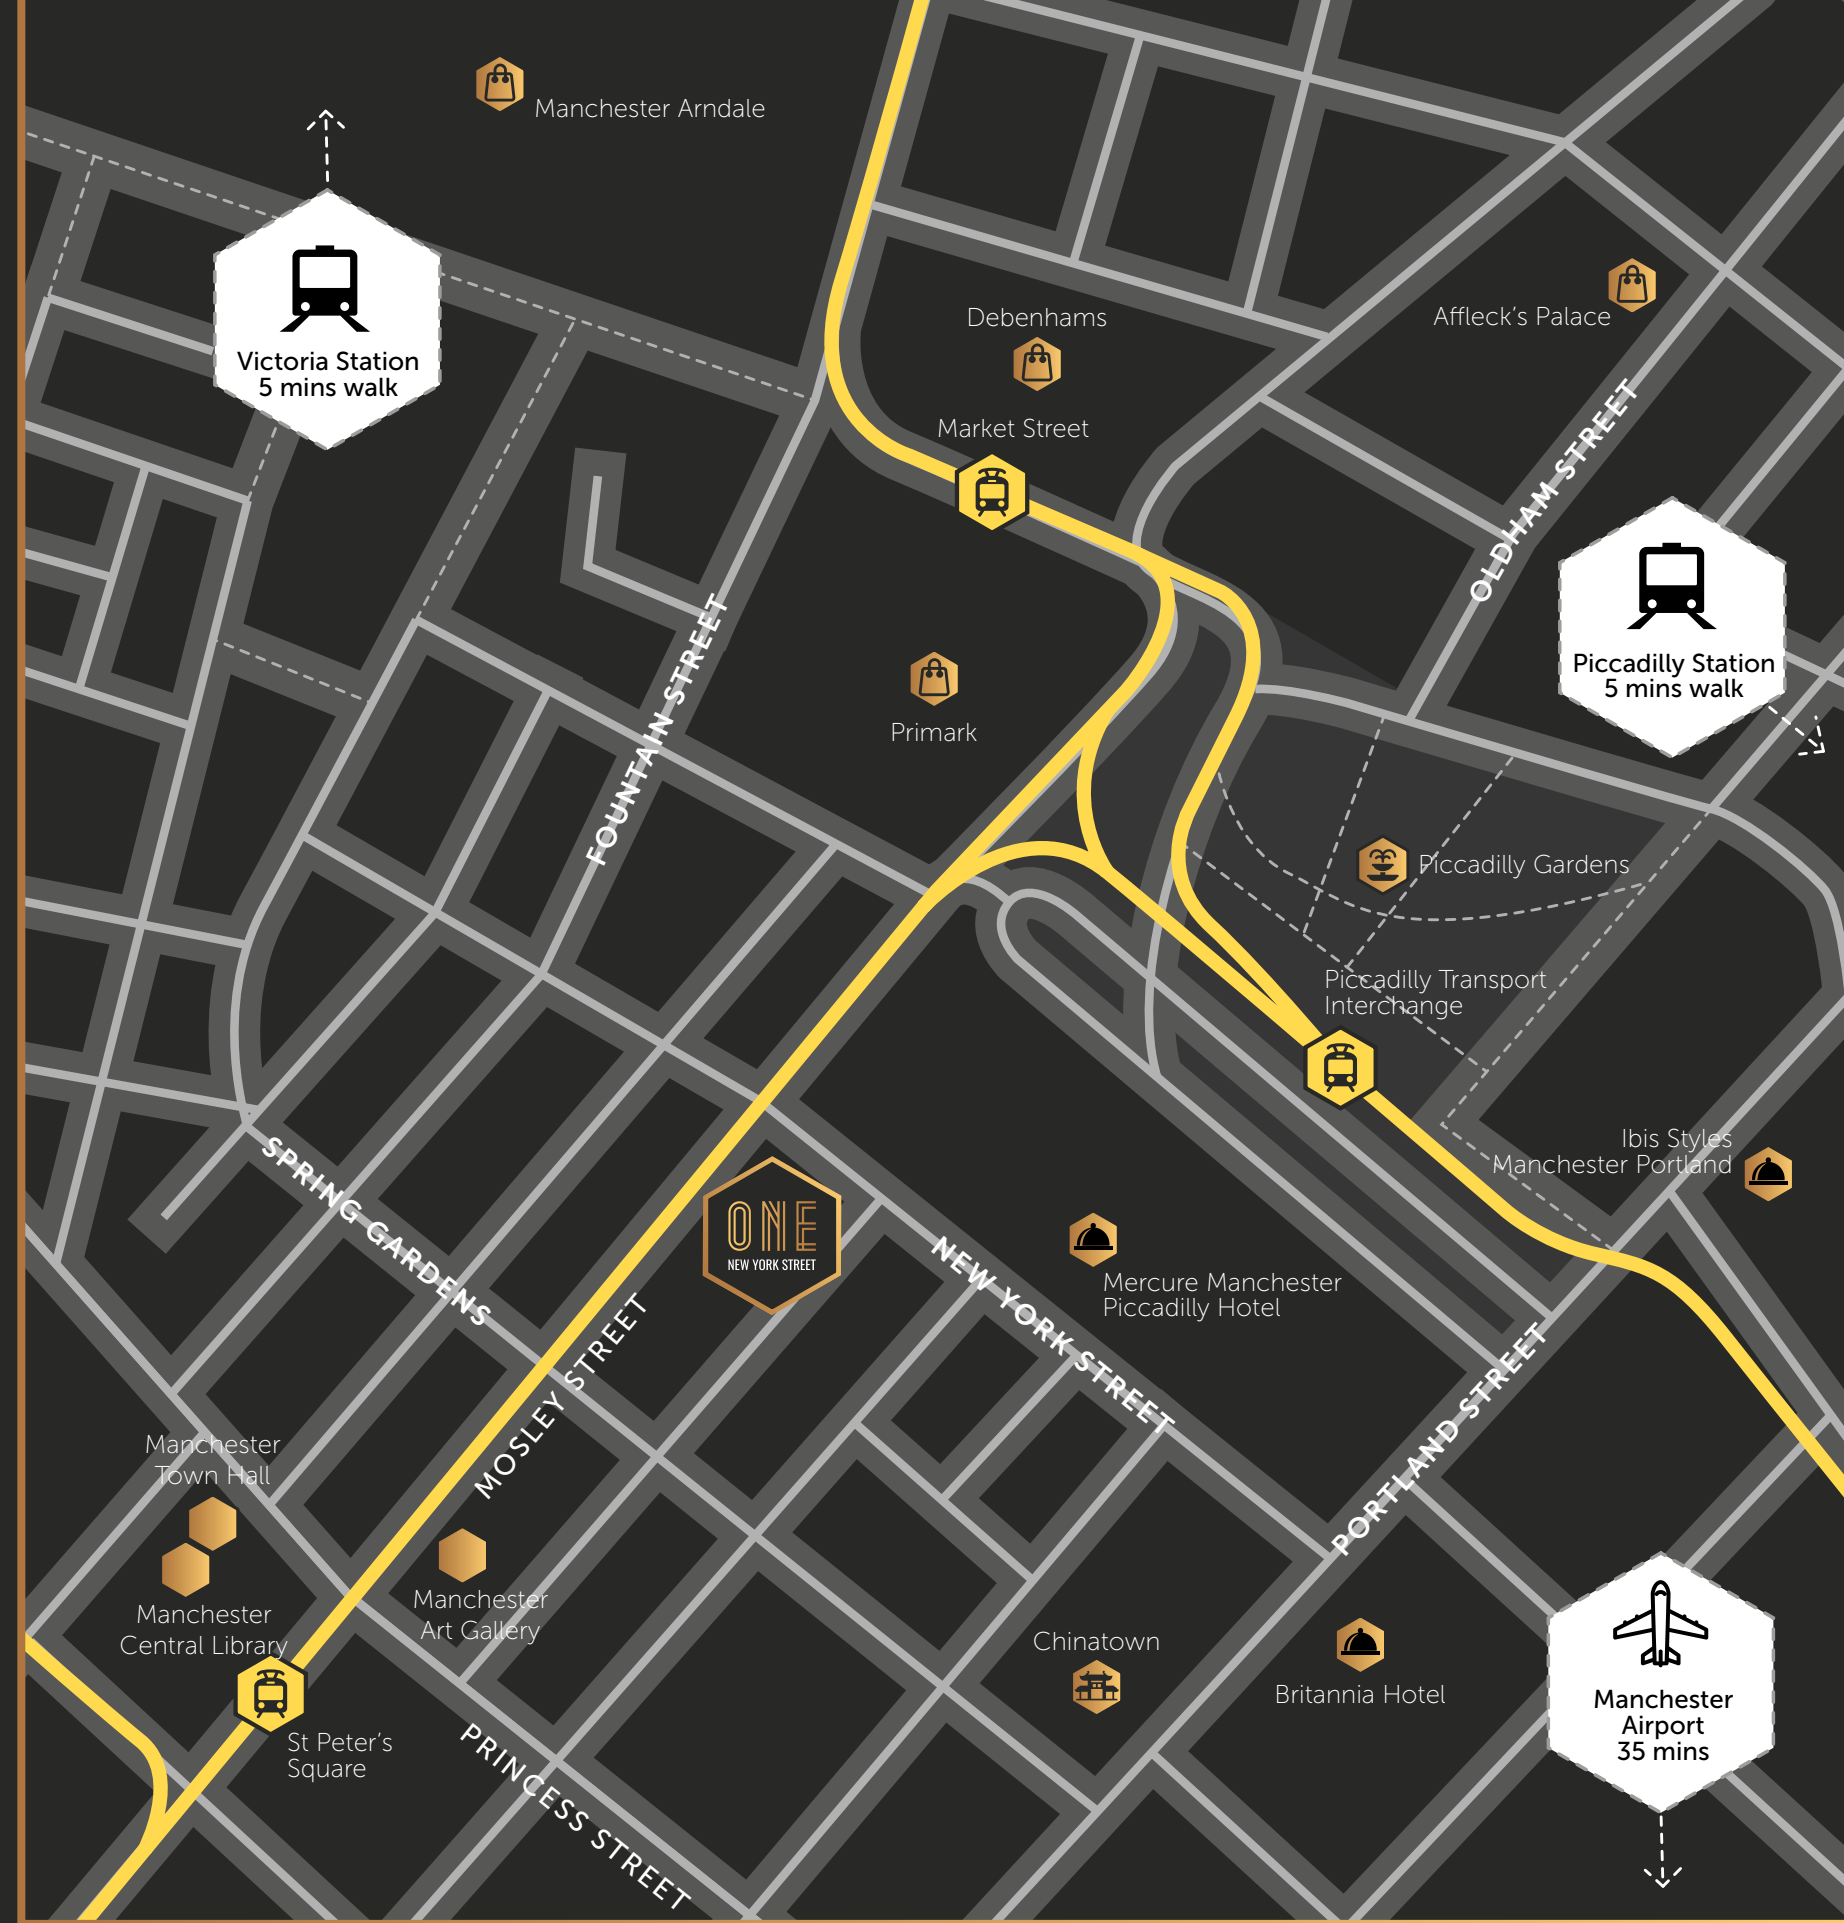 Manchester Arndale
Victoria Station
5 mins walk
Debenhams
Affleck's Palace
Market Street
OLDHAM STREET
Piccadilly Station
5 mins walk
FOUNTAIN STREET
Primark
Piccadilly Gardens
Piccadilly Transport
Interchange
Ibis Styles
Manchester Portland
SPRING GARDENS
ONE
NEW YORK STREET
NEW YORK STREET
Mercure Manchester
Piccadilly Hotel
MOSLEY STREET
PORTLAND STREET
Manchester
Town Hall
Manchester
Central Library
Manchester
Art Gallery
Chinatown
Britannia Hotel
Manchester
Airport
35 mins
St Peter's
Square
PRINCESS STREET